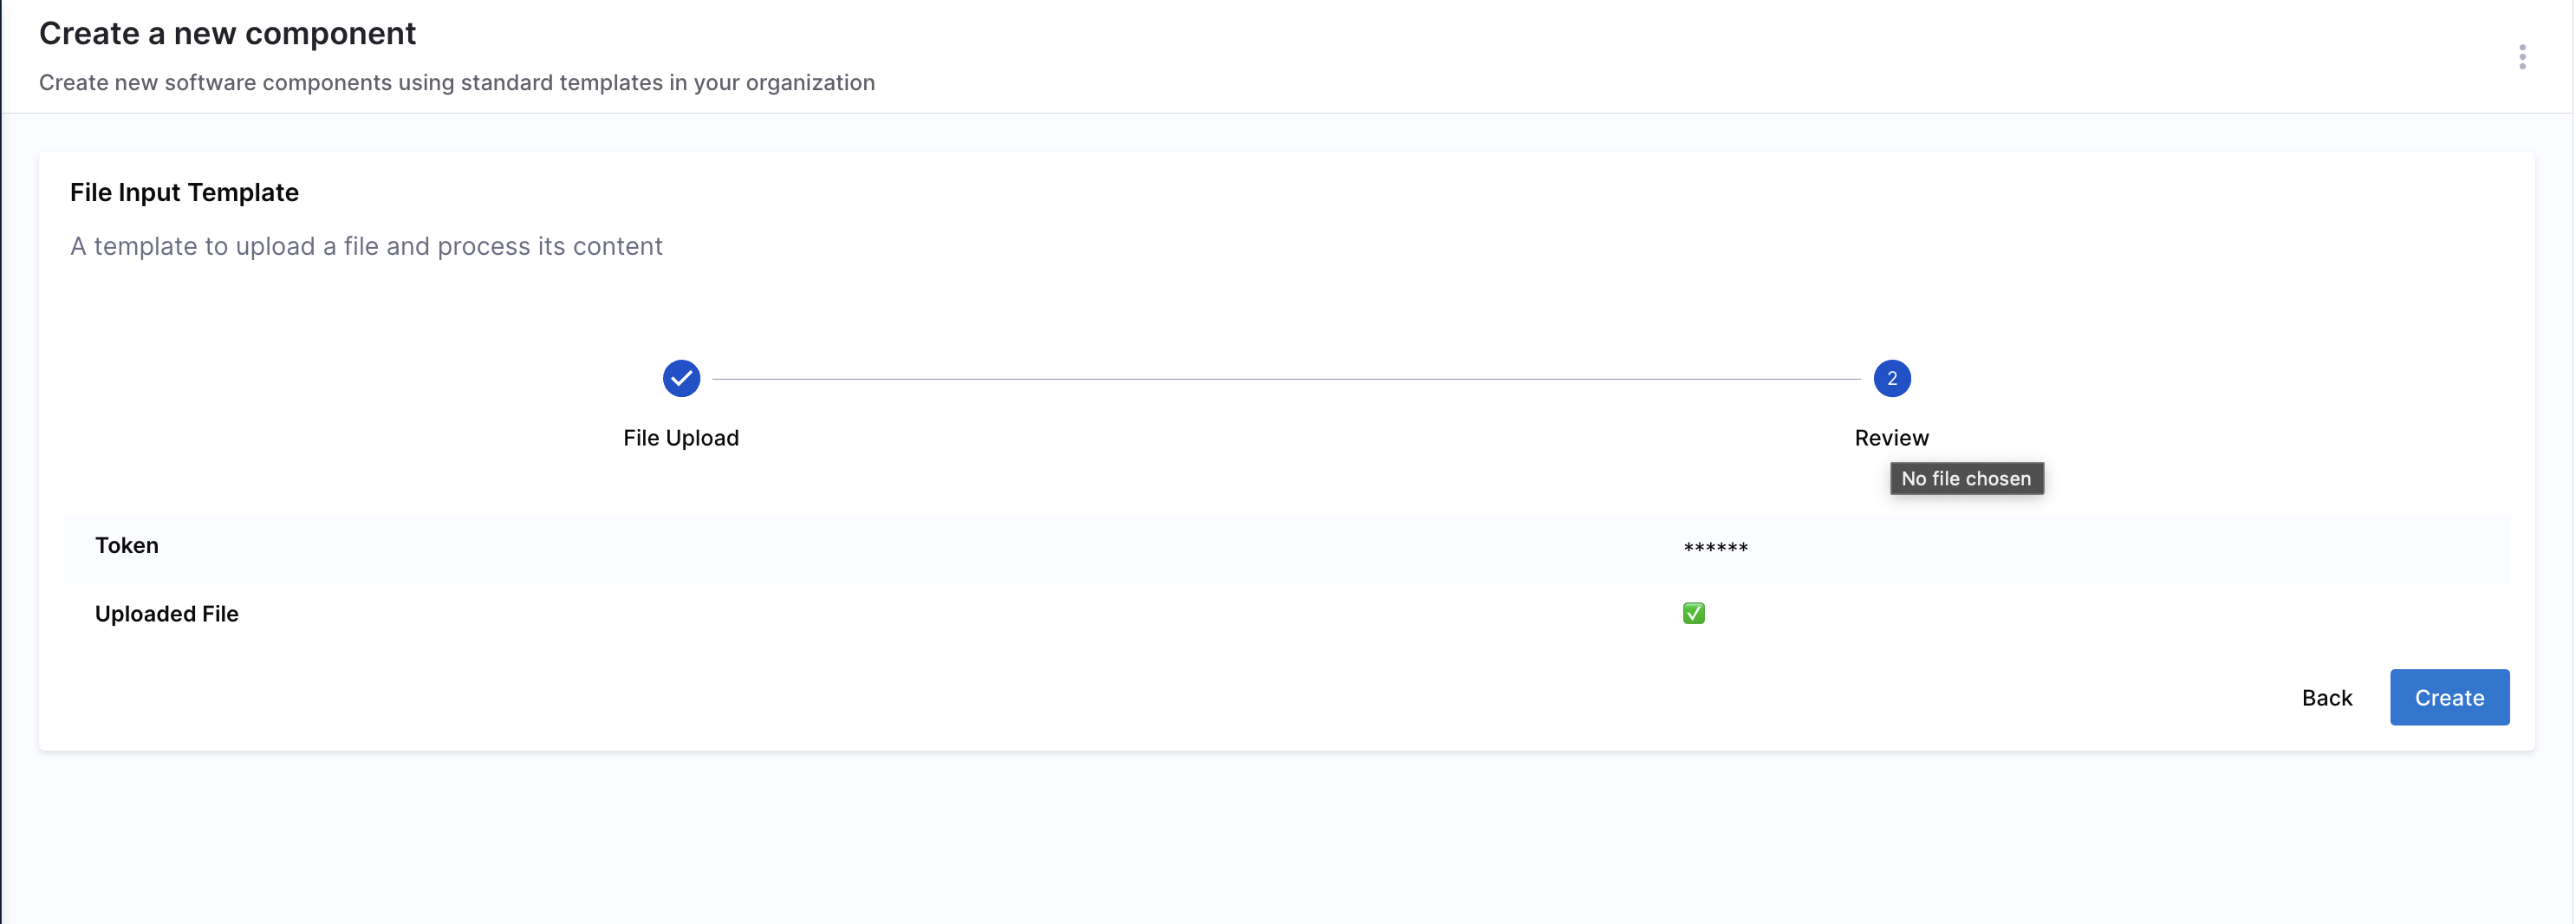 Create a new component
Create new software components using standard templates in your organization
File Input Template
A template to upload a file and process its content
2
File Upload
Review
No file chosen
Token
******
Uploaded File
✅
Back
Create